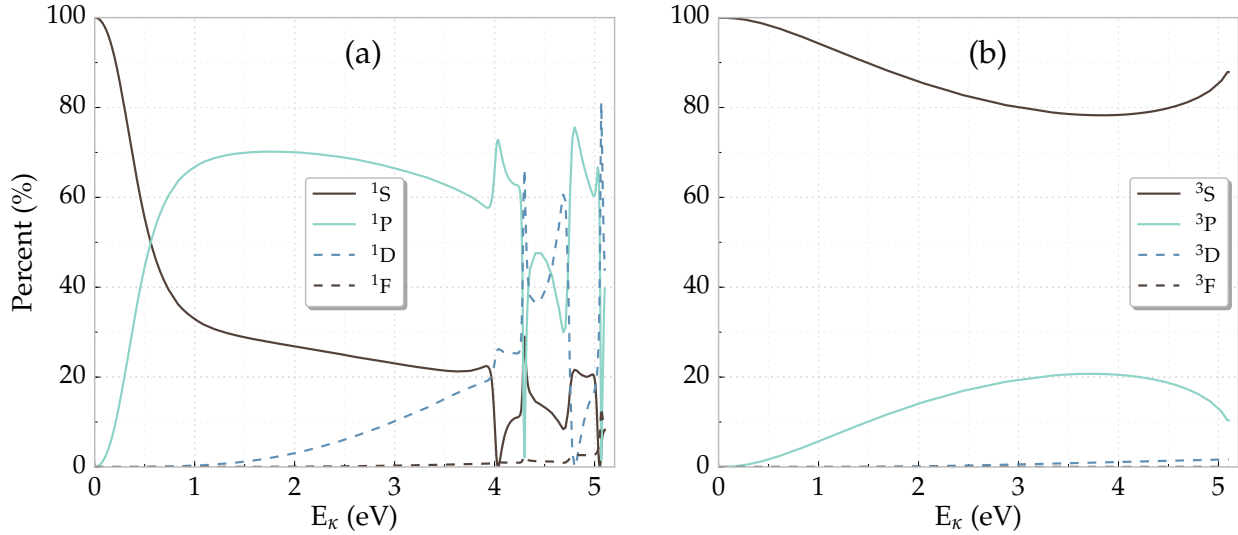 (a)
Percent (%)
100
80
60
40
20
0
¹S
¹P
¹D
¹F
0 1 2 3 4 5
E_κ (eV)
(b)
100
80
60
40
20
0
³S
³P
³D
³F
0 1 2 3 4 5
E_κ (eV)